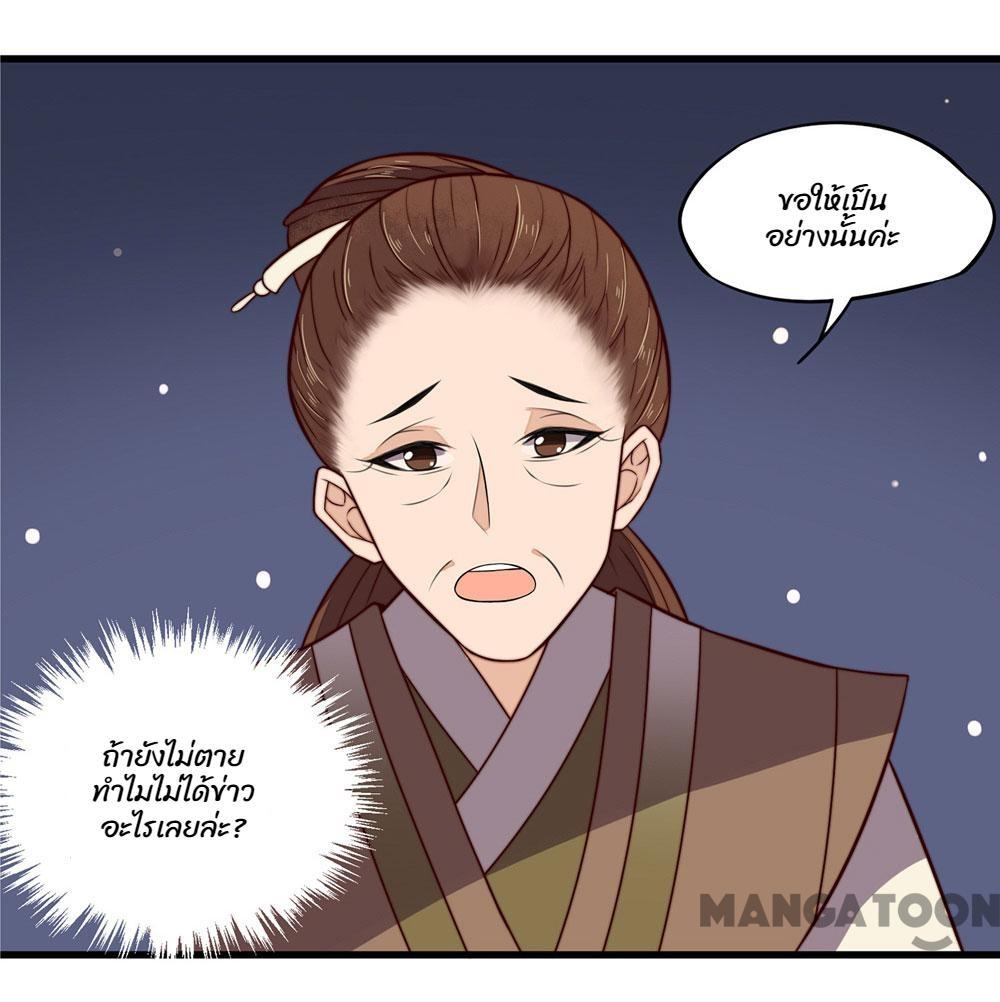 ขอให้เป็น
อย่างนั้นค่ะ
ถ้ายังไม่ตาย
ทำไมไม่ได้ข่าว
อะไรเลยล่ะ?
MANGATOON